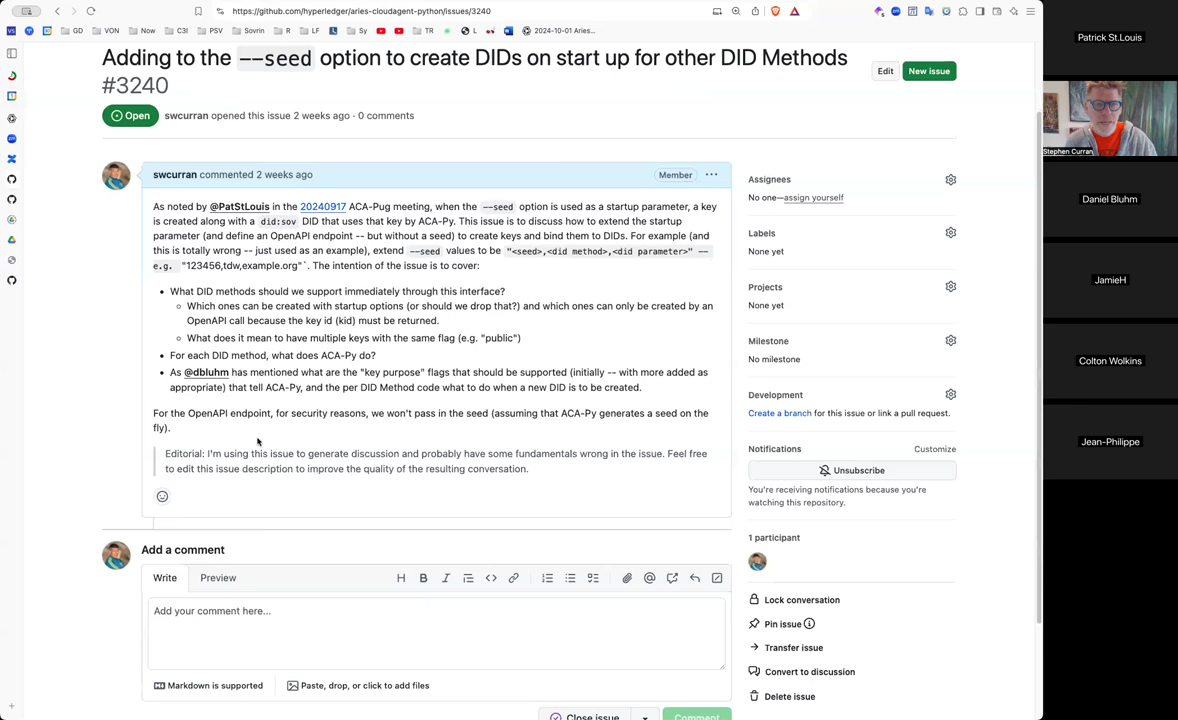 https://github.com/hyperledger/aries-cloudagent-python/issues/3240
GD
VON
Now
C3I
PSV
Sovrin
R
LF
Sy
TR
L
2024-10-01 Aries...
Adding to the --seed option to create DIDs on start up for other DID Methods
#3240
Edit
New issue
Open
swcurran opened this issue 2 weeks ago · 0 comments
swcurran commented 2 weeks ago
Member
As noted by @PatStLouis in the 20240917 ACA-Pug meeting, when the --seed option is used as a startup parameter, a key
is created along with a did:sov DID that uses that key by ACA-Py. This issue is to discuss how to extend the startup
parameter (and define an OpenAPI endpoint -- but without a seed) to create keys and bind them to DIDs. For example (and
this is totally wrong -- just used as an example), extend --seed values to be "<seed>,<did method>,<did parameter>" --
e.g. "123456,tdw,example.org"`. The intention of the issue is to cover:
• What DID methods should we support immediately through this interface?
Which ones can be created with startup options (or should we drop that?) and which ones can only be created by an
OpenAPI call because the key id (kid) must be returned.
What does it mean to have multiple keys with the same flag (e.g. "public")
• For each DID method, what does ACA-Py do?
• As @dbluhm has mentioned what are the "key purpose" flags that should be supported (initially -- with more added as
appropriate) that tell ACA-Py, and the per DID Method code what to do when a new DID is to be created.
For the OpenAPI endpoint, for security reasons, we won't pass in the seed (assuming that ACA-Py generates a seed on the
fly).
Editorial: I'm using this issue to generate discussion and probably have some fundamentals wrong in the issue. Feel free
to edit this issue description to improve the quality of the resulting conversation.
Add a comment
Write
Preview
Add your comment here...
Markdown is supported
Paste, drop, or click to add files
Close issue
Comment
Assignees
No one—assign yourself
Labels
None yet
Projects
None yet
Milestone
No milestone
Development
Create a branch for this issue or link a pull request.
Notifications
Customize
Unsubscribe
You're receiving notifications because you're
watching this repository.
1 participant
Lock conversation
Pin issue
Transfer issue
Convert to discussion
Delete issue
Patrick St.Louis
Stephen Curran
Daniel Bluhm
JamieH
Colton Wolkins
Jean-Philippe